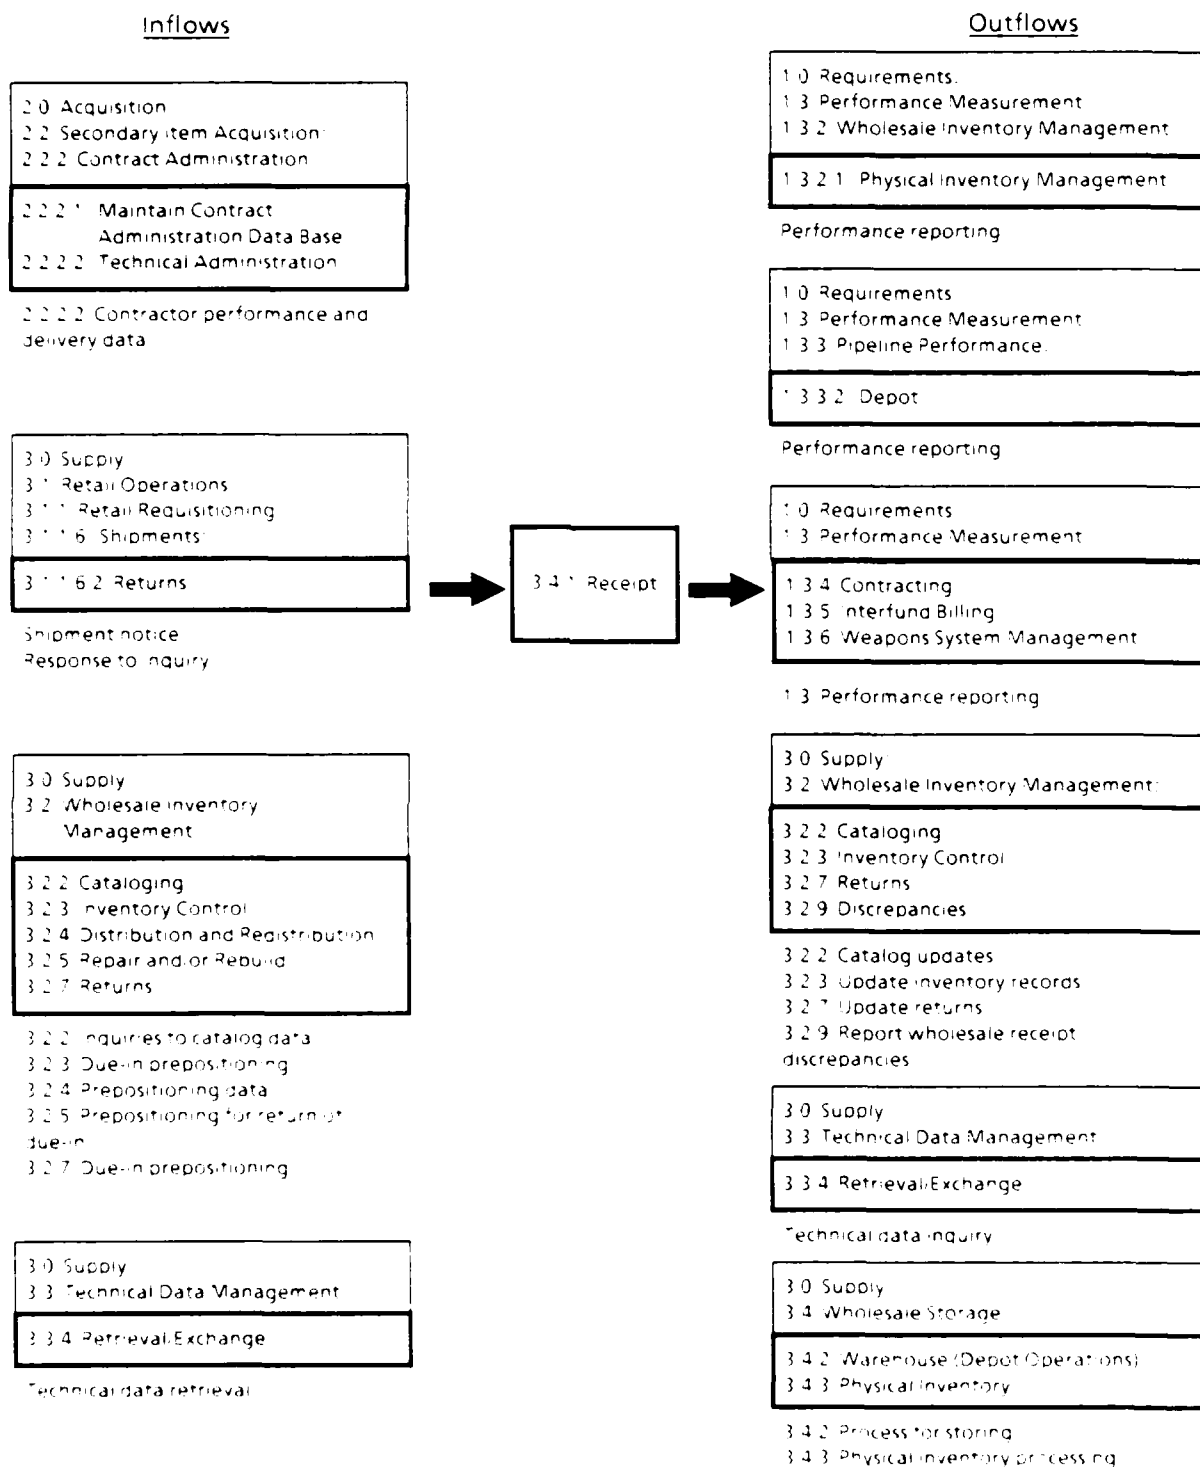 Inflows
2.0 Acquisition
2.2 Secondary Item Acquisition:
2.2.2 Contract Administration
2.2.2.1 Maintain Contract
Administration Data Base
2.2.2.2 Technical Administration
2.2.2.2 Contractor performance and
delivery data
3.0 Supply
3.1 Retail Operations
3.1.1 Retail Requisitioning
3.1.1.6 Shipments:
3.1.1.6.2 Returns
Shipment notice
Response to inquiry
3.0 Supply
3.2 Wholesale Inventory
Management
3.2.2 Cataloging
3.2.3 Inventory Control
3.2.4 Distribution and Redistribution
3.2.5 Repair and/or Rebuild
3.2.7 Returns
3.2.2 Inquiries to catalog data
3.2.3 Due-in prepositioning
3.2.4 Prepositioning data
3.2.5 Prepositioning for return of
due-in
3.2.7 Due-in prepositioning
3.0 Supply
3.3 Technical Data Management
3.3.4 Retrieval/Exchange
Technical data retrieval
3.4.1 Receipt
Outflows
1.0 Requirements:
1.3 Performance Measurement
1.3.2 Wholesale Inventory Management
1.3.2.1 Physical Inventory Management
Performance reporting
1.0 Requirements
1.3 Performance Measurement
1.3.3 Pipeline Performance:
1.3.3.2 Depot
Performance reporting
1.0 Requirements
1.3 Performance Measurement
1.3.4 Contracting
1.3.5 Interfund Billing
1.3.6 Weapons System Management
1.3 Performance reporting
3.0 Supply
3.2 Wholesale Inventory Management:
3.2.2 Cataloging
3.2.3 Inventory Control
3.2.7 Returns
3.2.9 Discrepancies
3.2.2 Catalog updates
3.2.3 Update inventory records
3.2.7 Update returns
3.2.9 Report wholesale receipt
discrepancies
3.0 Supply
3.3 Technical Data Management
3.3.4 Retrieval/Exchange
Technical data inquiry
3.0 Supply
3.4 Wholesale Storage
3.4.2 Warehouse (Depot Operations)
3.4.3 Physical Inventory
3.4.2 Process for storing
3.4.3 Physical inventory processing